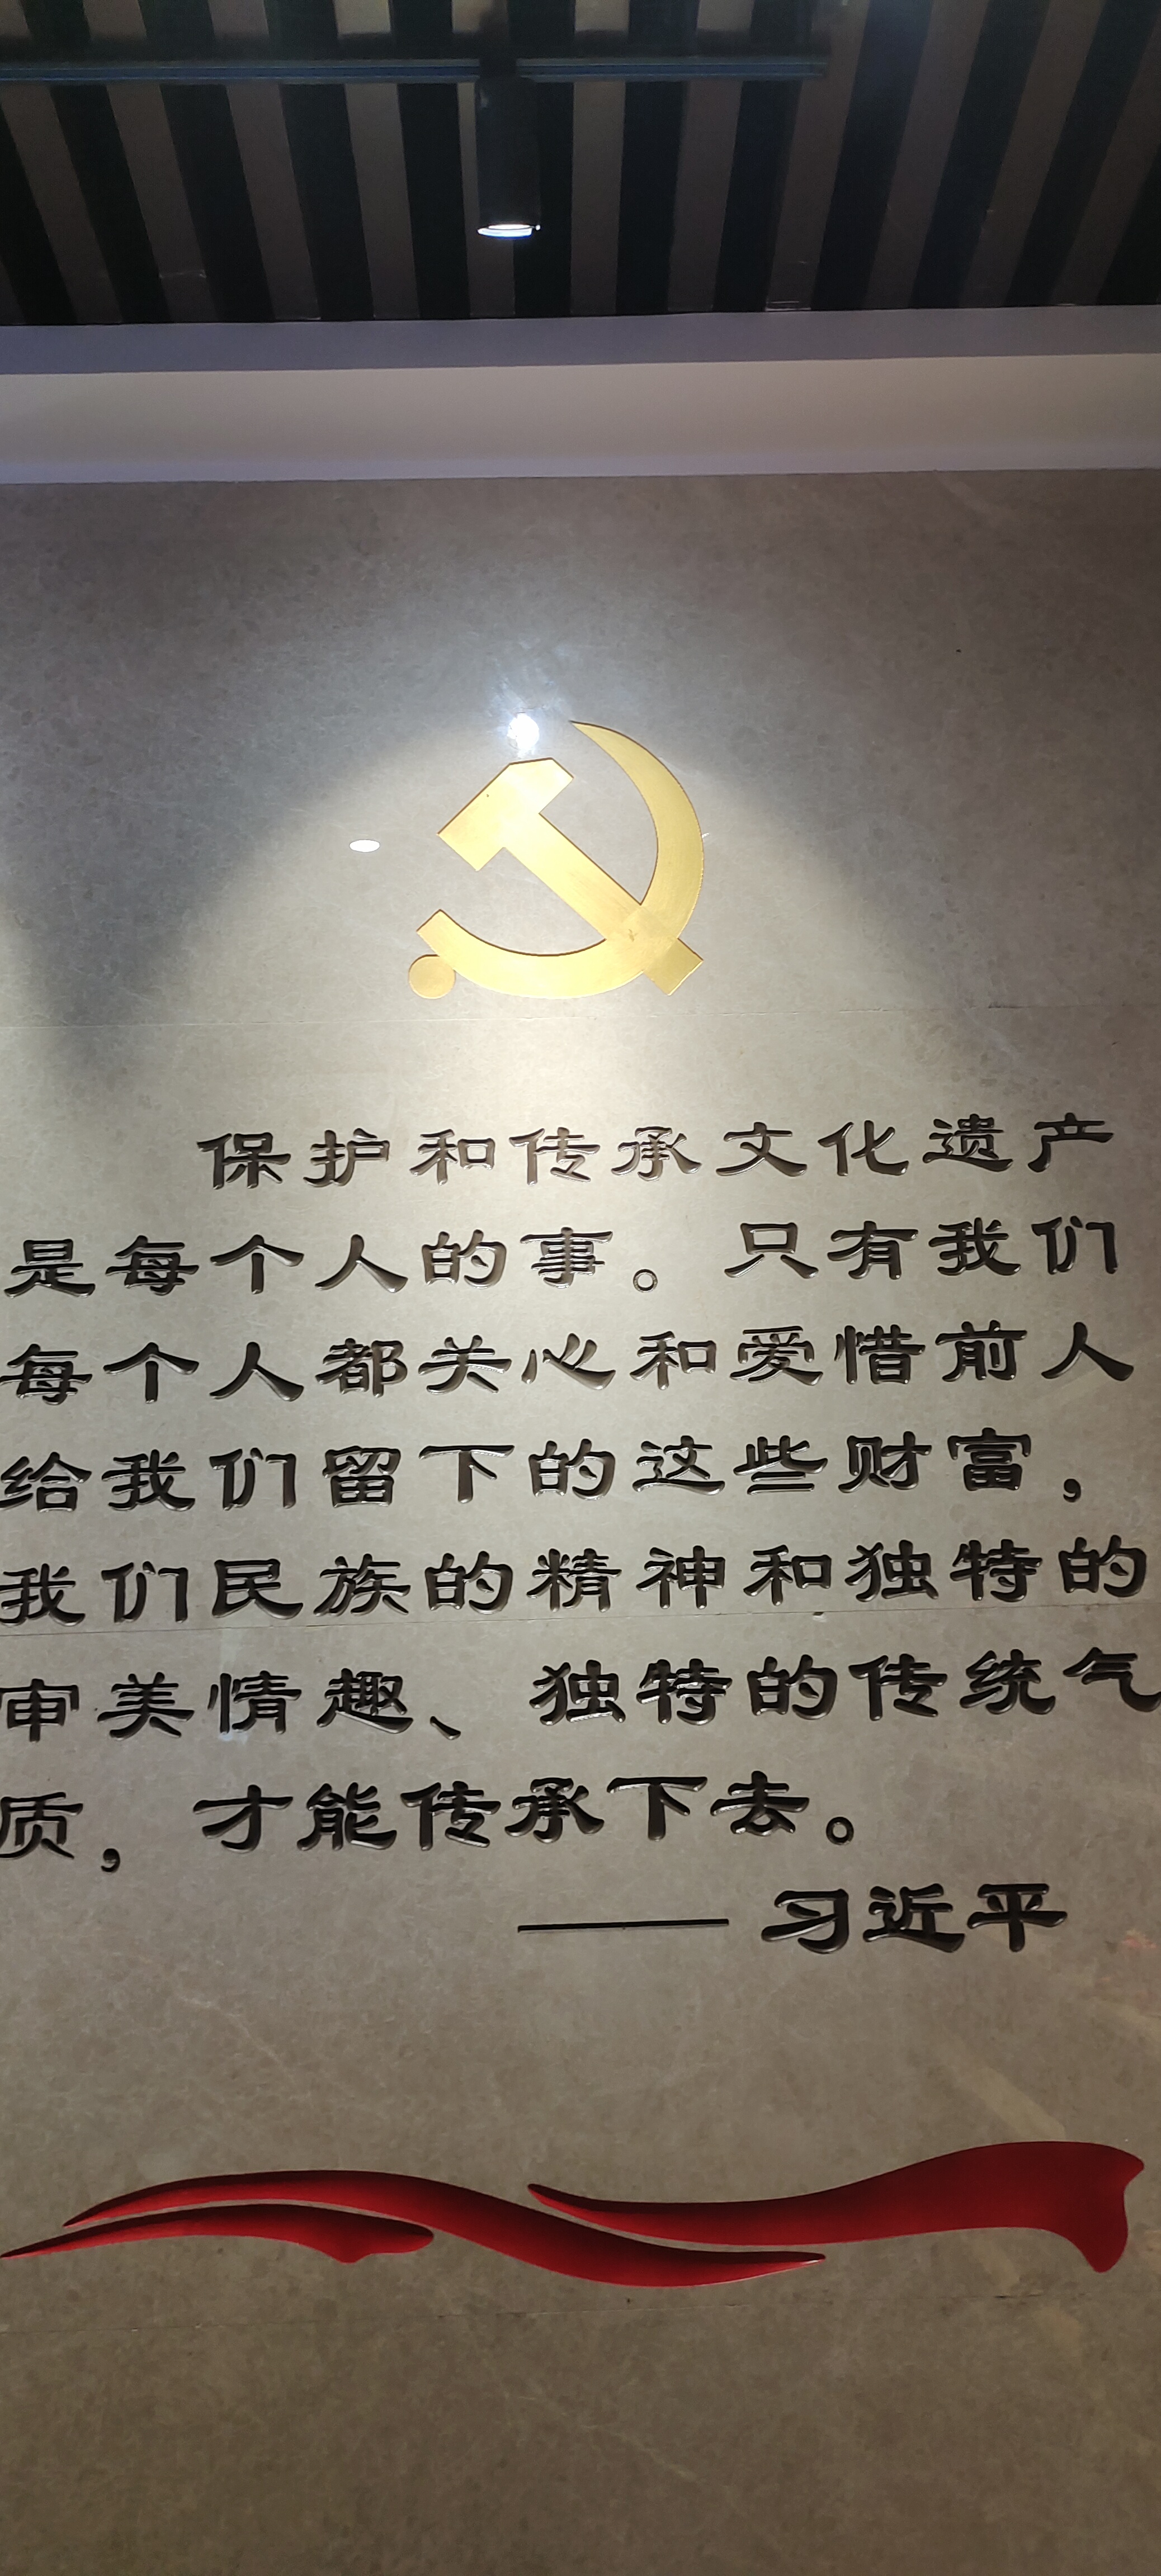 保护和传承文化遗产
是每个人的事。只有我们
每个人都关心和爱惜前人
给我们留下的这些财富，
我们民族的精神和独特的
审美情趣、独特的传统气
质，才能传承下去。
——习近平